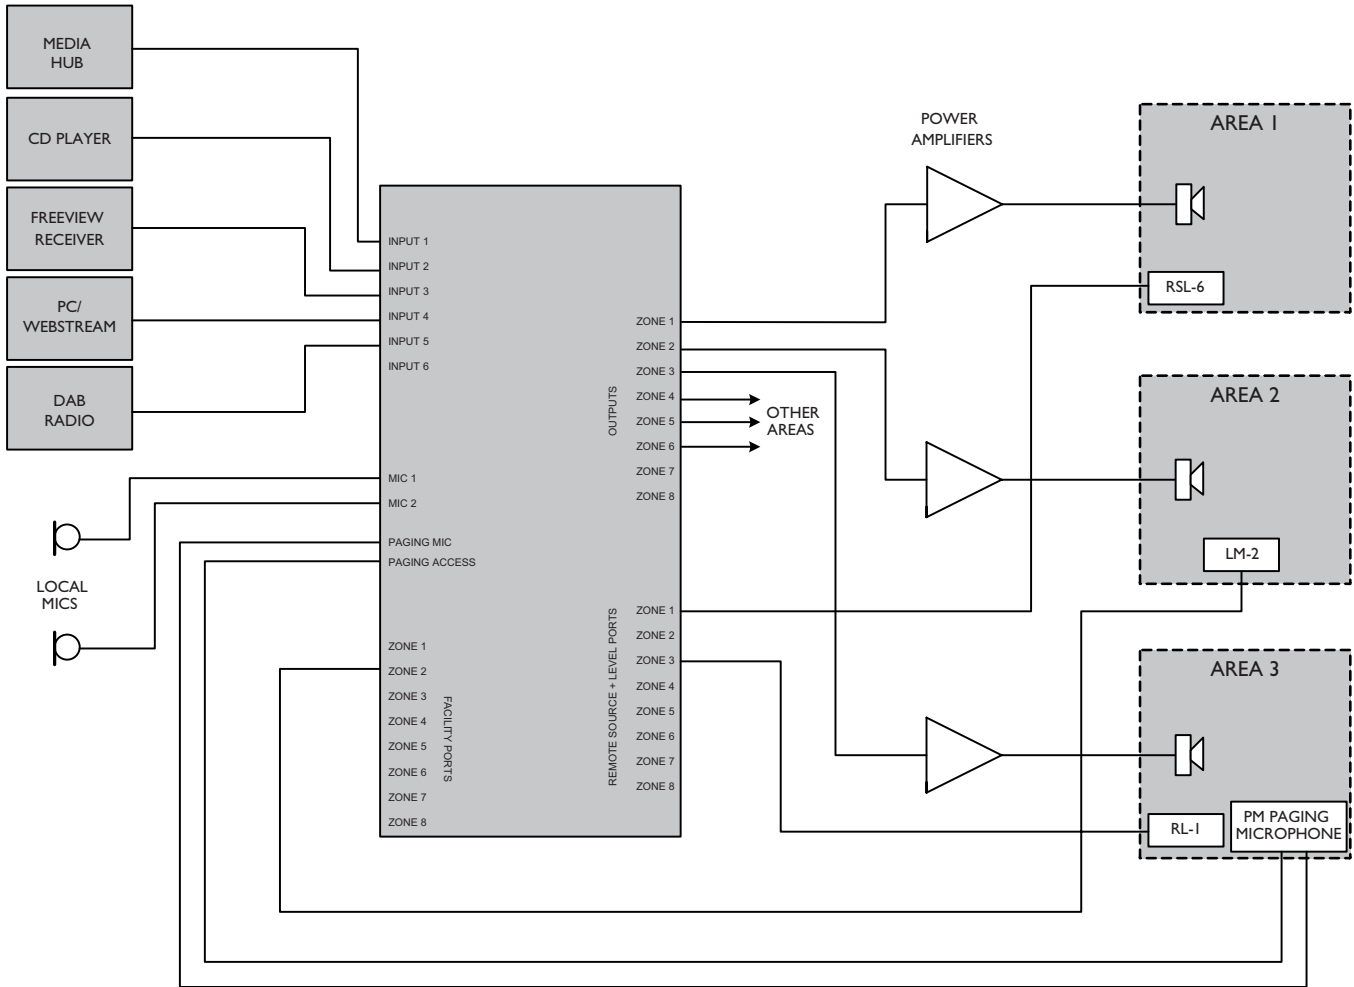 MEDIA
HUB
CD PLAYER
FREEVIEW
RECEIVER
PC/
WEBSTREAM
DAB
RADIO
LOCAL
MICS
INPUT 1
INPUT 2
INPUT 3
INPUT 4
INPUT 5
INPUT 6
MIC 1
MIC 2
PAGING MIC
PAGING ACCESS
ZONE 1
ZONE 2
ZONE 3
ZONE 4
ZONE 5
ZONE 6
ZONE 7
ZONE 8
FACILITY PORTS
OUTPUTS
ZONE 1
ZONE 2
ZONE 3
ZONE 4
ZONE 5
ZONE 6
ZONE 7
ZONE 8
REMOTE SOURCE + LEVEL PORTS
ZONE 1
ZONE 2
ZONE 3
ZONE 4
ZONE 5
ZONE 6
ZONE 7
ZONE 8
OTHER
AREAS
POWER
AMPLIFIERS
AREA 1
RSL-6
AREA 2
LM-2
AREA 3
RL-1
PM PAGING
MICROPHONE